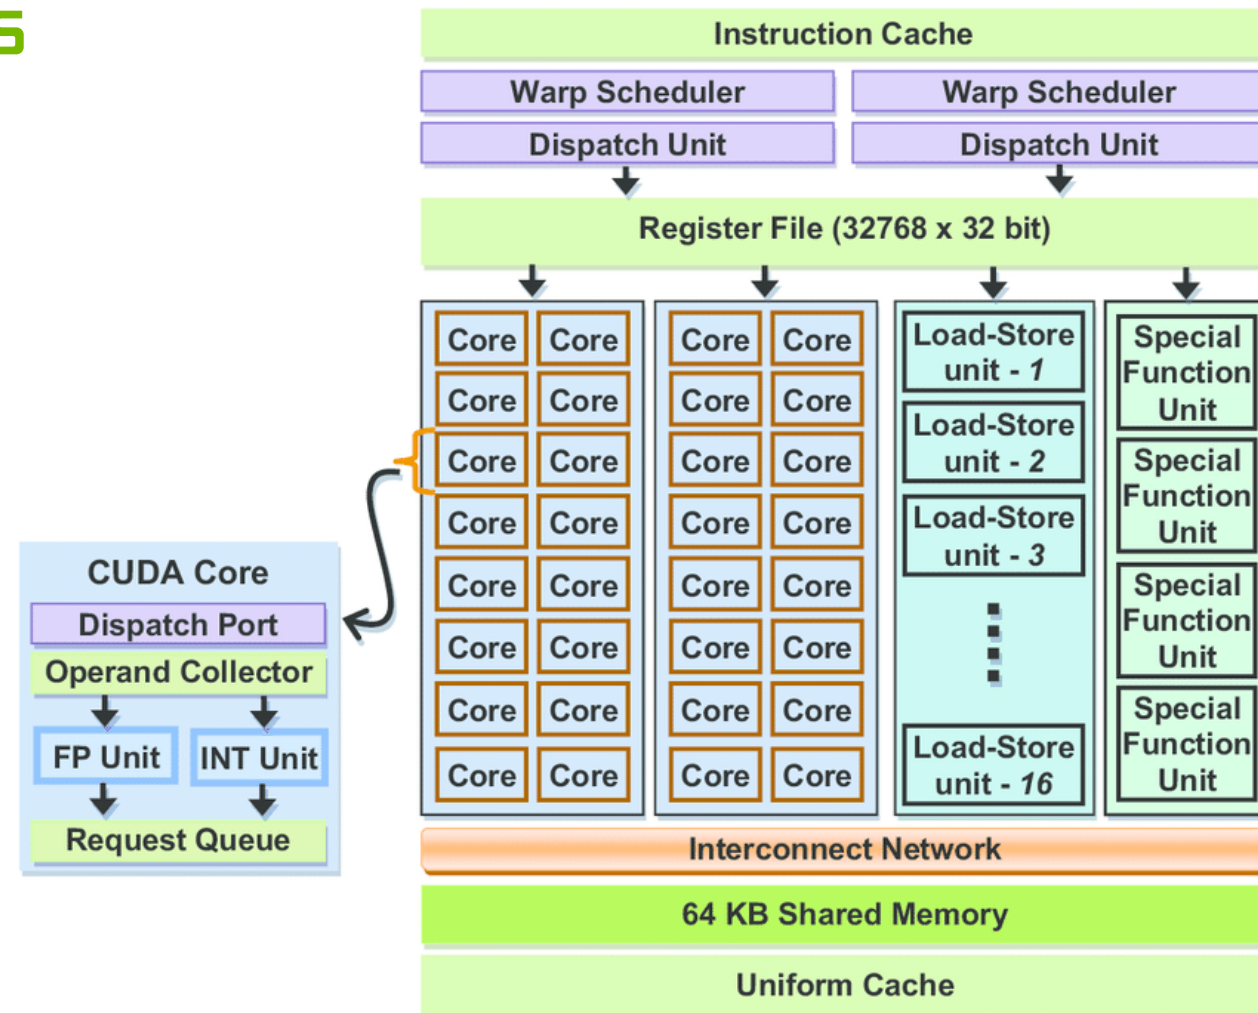 S
Instruction Cache
Warp Scheduler Warp Scheduler
Dispatch Unit Dispatch Unit
Register File (32768 x 32 bit)
Core Core Core Core
Core Core Core Core
Core Core Core Core
Core Core Core Core
Core Core Core Core
Core Core Core Core
Core Core Core Core
Core Core Core Core
Load-Store
unit - 1
Load-Store
unit - 2
Load-Store
unit - 3
Load-Store
unit - 16
Special
Function
Unit
Special
Function
Unit
Special
Function
Unit
Special
Function
Unit
CUDA Core
Dispatch Port
Operand Collector
FP Unit INT Unit
Request Queue
Interconnect Network
64 KB Shared Memory
Uniform Cache